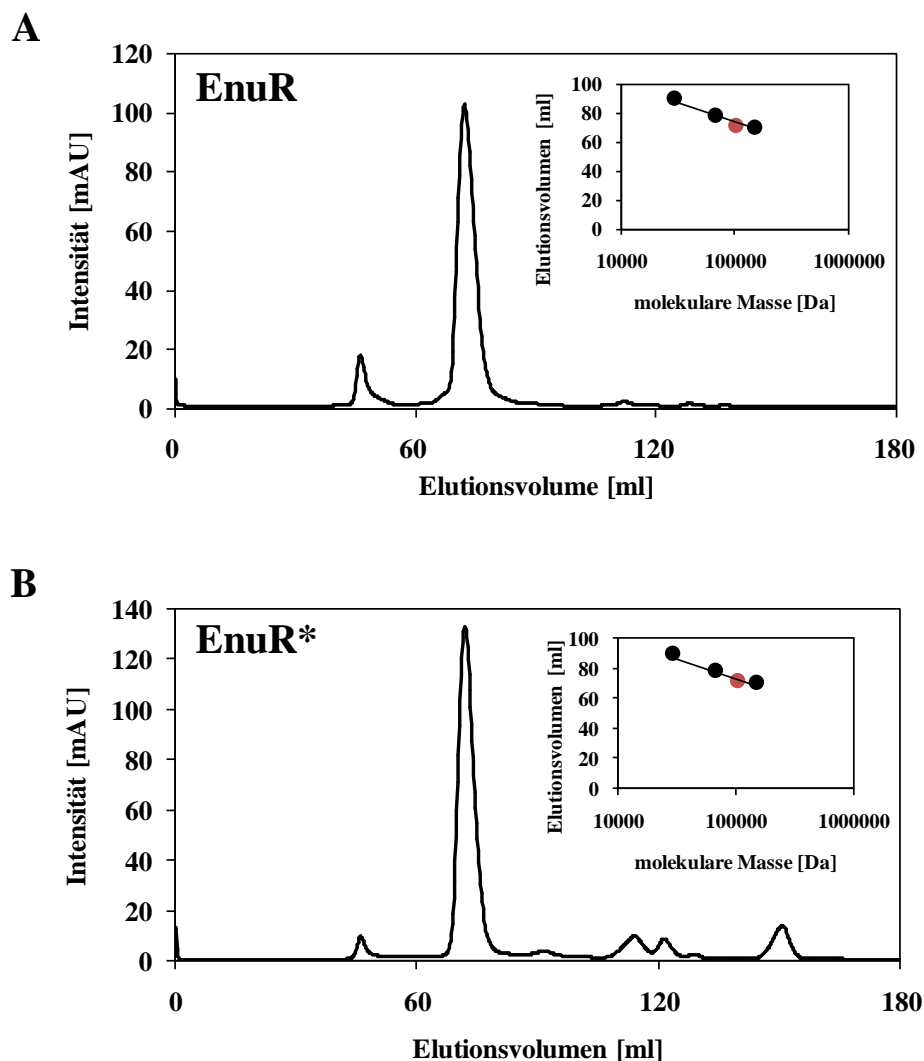 A
EnuR
Intensität [mAU]
120
100
80
60
40
20
0
0 60 120 180
Elutionsvolume [ml]
Elutionsvolumen [ml]
100
80
60
40
20
0
10000 100000 1000000
molekulare Masse [Da]
B
EnuR*
Intensität [mAU]
140
120
100
80
60
40
20
0
0 60 120 180
Elutionsvolumen [ml]
Elutionsvolumen [ml]
100
80
60
40
20
0
10000 100000 1000000
molekulare Masse [Da]